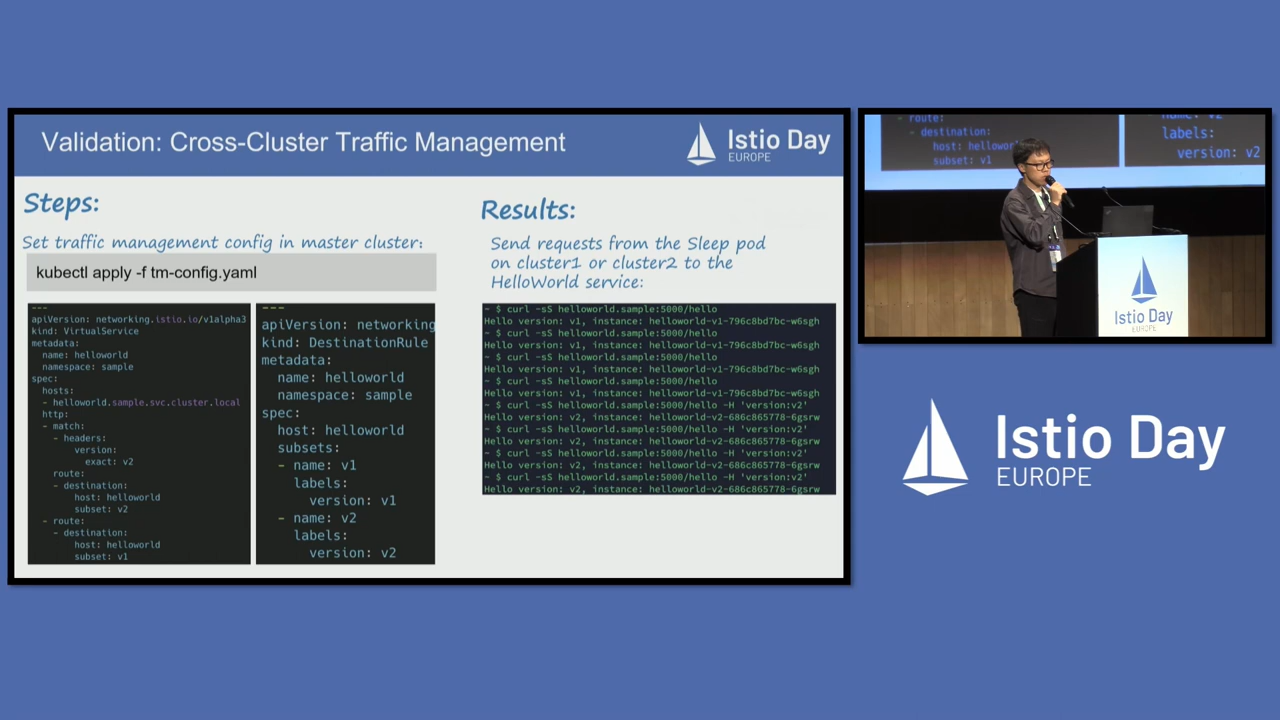 Validation: Cross-Cluster Traffic Management
Istio Day
EUROPE
Steps:
Set traffic management config in master cluster:
kubectl apply -f tm-config.yaml
---
apiVersion: networking.istio.io/v1alpha3
kind: VirtualService
metadata:
  name: helloworld
  namespace: sample
spec:
  hosts:
  - helloworld.sample.svc.cluster.local
  http:
  - match:
    - headers:
        version:
          exact: v2
    route:
    - destination:
        host: helloworld
        subset: v2
  - route:
    - destination:
        host: helloworld
        subset: v1
---
apiVersion: networking
kind: DestinationRule
metadata:
  name: helloworld
  namespace: sample
spec:
  host: helloworld
  subsets:
  - name: v1
    labels:
      version: v1
  - name: v2
    labels:
      version: v2
Results:
Send requests from the Sleep pod
on cluster1 or cluster2 to the
HelloWorld service:
~ $ curl -sS helloworld.sample:5000/hello
Hello version: v1, instance: helloworld-v1-796c8bd7bc-w6sgh
~ $ curl -sS helloworld.sample:5000/hello
Hello version: v1, instance: helloworld-v1-796c8bd7bc-w6sgh
~ $ curl -sS helloworld.sample:5000/hello
Hello version: v1, instance: helloworld-v1-796c8bd7bc-w6sgh
~ $ curl -sS helloworld.sample:5000/hello
Hello version: v1, instance: helloworld-v1-796c8bd7bc-w6sgh
~ $ curl -sS helloworld.sample:5000/hello -H 'version:v2'
Hello version: v2, instance: helloworld-v2-686c865778-6gsrw
~ $ curl -sS helloworld.sample:5000/hello -H 'version:v2'
Hello version: v2, instance: helloworld-v2-686c865778-6gsrw
~ $ curl -sS helloworld.sample:5000/hello -H 'version:v2'
Hello version: v2, instance: helloworld-v2-686c865778-6gsrw
~ $ curl -sS helloworld.sample:5000/hello -H 'version:v2'
Hello version: v2, instance: helloworld-v2-686c865778-6gsrw
- route:
- destination:
host: hellowor
subset: v1
name: v2
labels:
version: v2
Istio Day
EUROPE
Istio Day
EUROPE